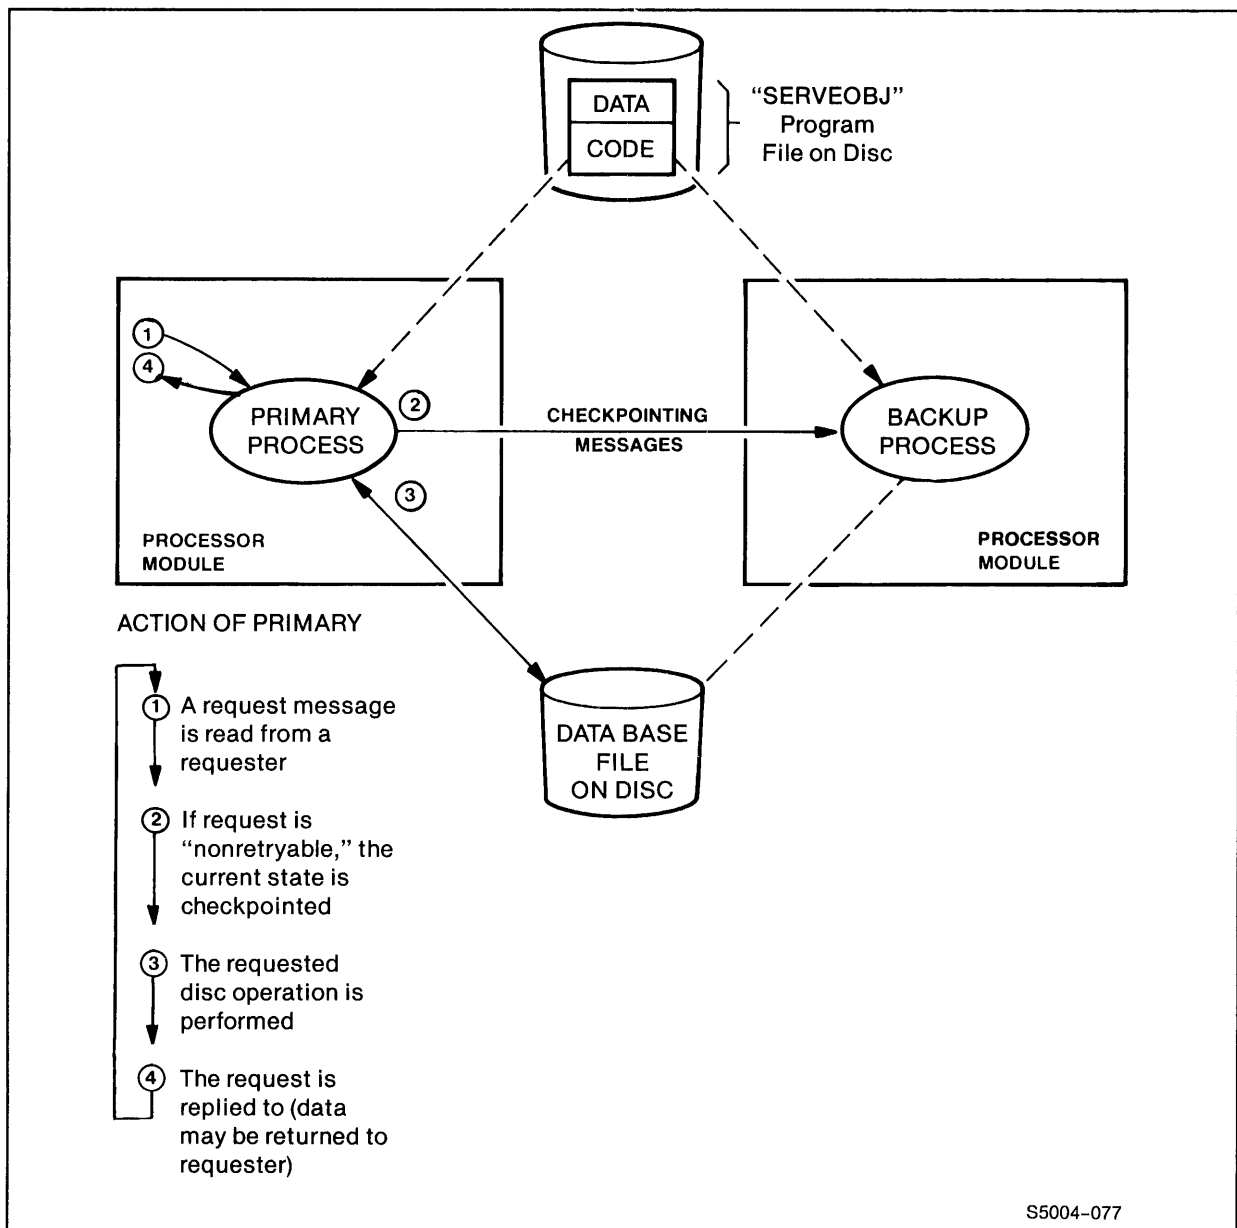 DATA
CODE
“SERVEOBJ”
Program
File on Disc
1
4
PRIMARY
PROCESS
2
CHECKPOINTING
MESSAGES
BACKUP
PROCESS
3
PROCESSOR
MODULE
PROCESSOR
MODULE
ACTION OF PRIMARY
DATA BASE
FILE
ON DISC
1 A request message
is read from a
requester
2 If request is
“nonretryable,” the
current state is
checkpointed
3 The requested
disc operation is
performed
4 The request is
replied to (data
may be returned to
requester)
S5004-077